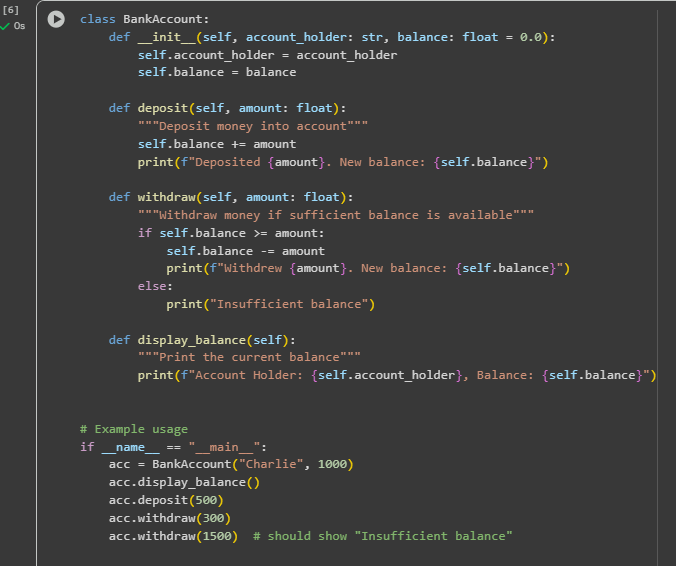 [6]
0s
class BankAccount:
    def __init__(self, account_holder: str, balance: float = 0.0):
        self.account_holder = account_holder
        self.balance = balance

    def deposit(self, amount: float):
        """Deposit money into account"""
        self.balance += amount
        print(f"Deposited {amount}. New balance: {self.balance}")

    def withdraw(self, amount: float):
        """Withdraw money if sufficient balance is available"""
        if self.balance >= amount:
            self.balance -= amount
            print(f"Withdrew {amount}. New balance: {self.balance}")
        else:
            print("Insufficient balance")

    def display_balance(self):
        """Print the current balance"""
        print(f"Account Holder: {self.account_holder}, Balance: {self.balance}")


# Example usage
if __name__ == "__main__":
    acc = BankAccount("Charlie", 1000)
    acc.display_balance()
    acc.deposit(500)
    acc.withdraw(300)
    acc.withdraw(1500)  # should show "Insufficient balance"